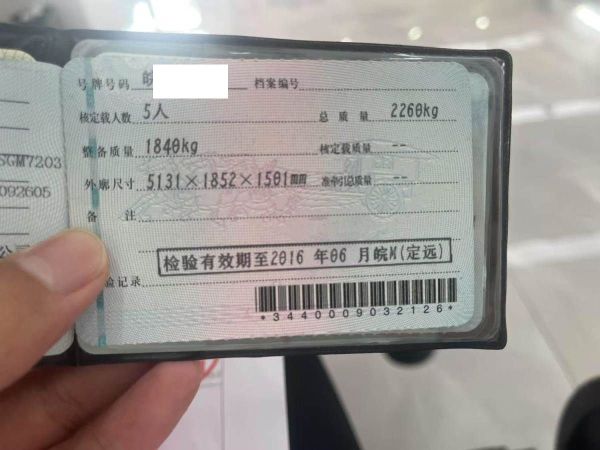 号牌号码 皖 档案编号
核定载人数 5人 总质量 2260kg
整备质量 1840kg 核定载质量 --
外廓尺寸 5131×1852×1501mm 准牵引总质量 --
备注
检验有效期至2016年06月皖M(定远)
验记录
*3440009032126*
SGM7203
092605
公司